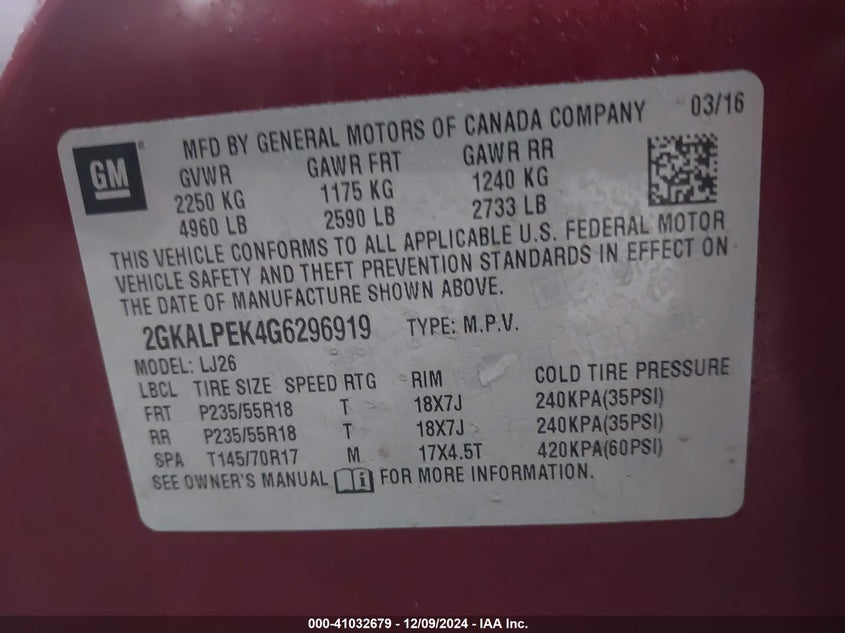 GM
MFD BY GENERAL MOTORS OF CANADA COMPANY 03/16
GVWR GAWR FRT GAWR RR
2250 KG 1175 KG 1240 KG
4960 LB 2590 LB 2733 LB
THIS VEHICLE CONFORMS TO ALL APPLICABLE U.S. FEDERAL MOTOR
VEHICLE SAFETY AND THEFT PREVENTION STANDARDS IN EFFECT ON
THE DATE OF MANUFACTURE SHOWN ABOVE.
2GKALPEK4G6296919 TYPE: M.P.V.
MODEL: LJ26
LBCL TIRE SIZE SPEED RTG RIM COLD TIRE PRESSURE
FRT P235/55R18 T 18X7J 240KPA(35PSI)
RR P235/55R18 T 18X7J 240KPA(35PSI)
SPA T145/70R17 M 17X4.5T 420KPA(60PSI)
SEE OWNER'S MANUAL i FOR MORE INFORMATION.
000-41032679 - 12/09/2024 - IAA Inc.